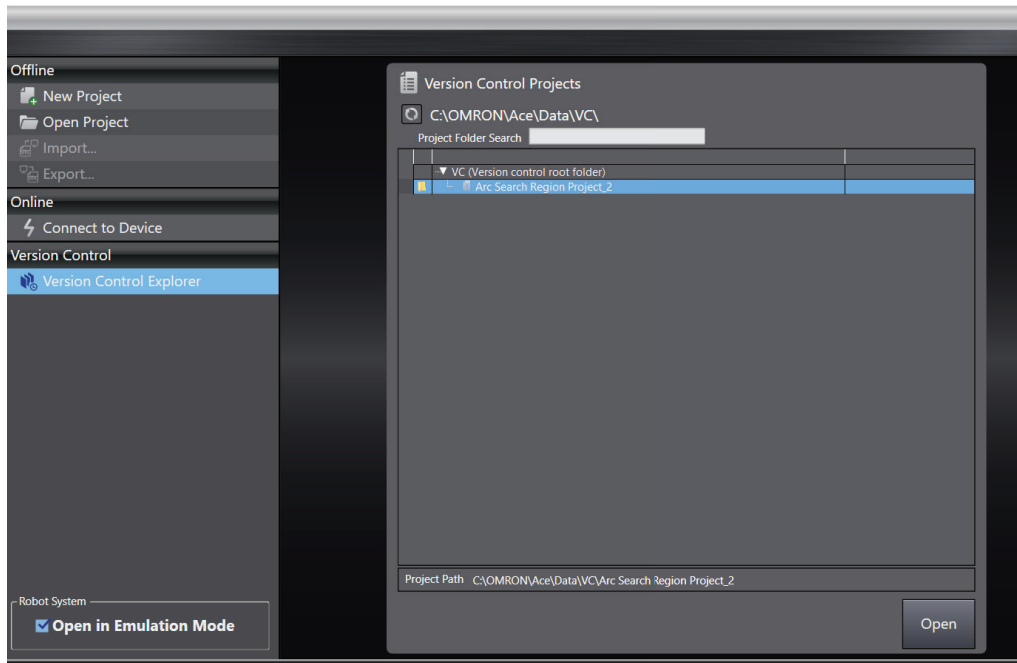 Offline
New Project
Open Project
Import...
Export...
Online
Connect to Device
Version Control
Version Control Explorer
Robot System
Open in Emulation Mode
Version Control Projects
C:\OMRON\Ace\Data\VC\
Project Folder Search
VC (Version control root folder)
Arc Search Region Project_2
Project Path C:\OMRON\Ace\Data\VC\Arc Search Region Project_2
Open